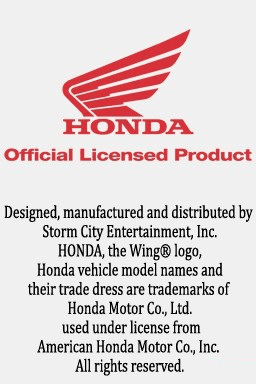 HONDA
Official Licensed Product
Designed, manufactured and distributed by
Storm City Entertainment, Inc.
HONDA, the Wing® logo,
Honda vehicle model names and
their trade dress are trademarks of
Honda Motor Co., Ltd.
used under license from
American Honda Motor Co., Inc.
All rights reserved.